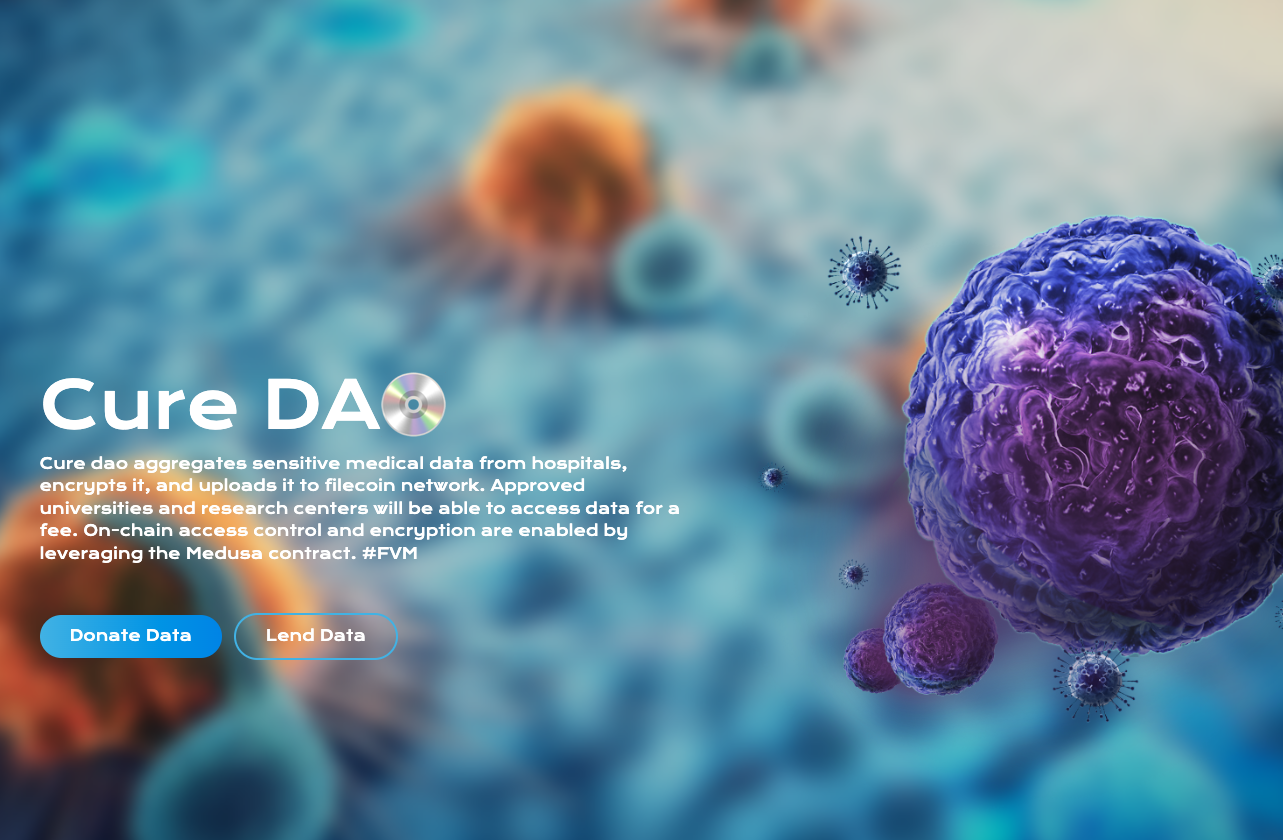 Cure DA💿
Cure dao aggregates sensitive medical data from hospitals,
encrypts it, and uploads it to filecoin network. Approved
universities and research centers will be able to access data for a
fee. On-chain access control and encryption are enabled by
leveraging the Medusa contract. #FVM
Donate Data
Lend Data